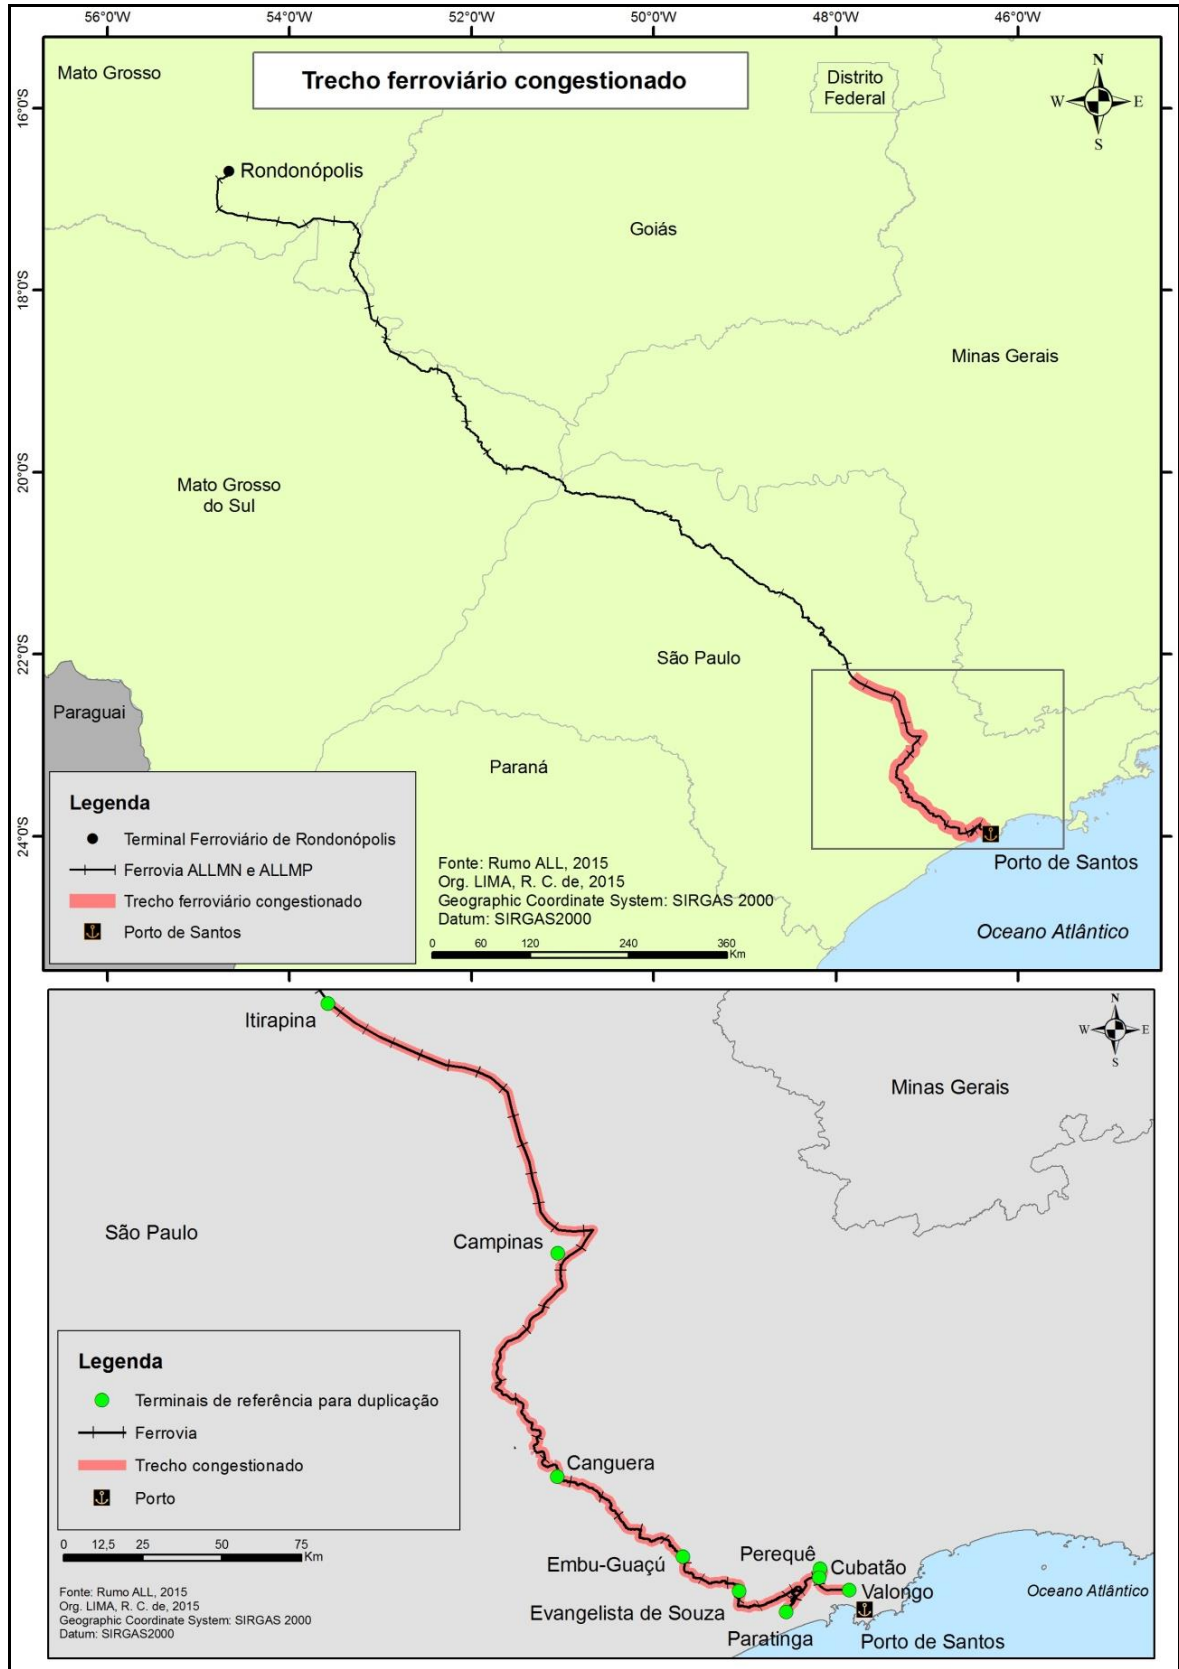 56°0'W 54°0'W 52°0'W 50°0'W 48°0'W 46°0'W
Trecho ferroviário congestionado
Mato Grosso
Distrito
Federal
N
W E
S
16°0'S
Rondonópolis
Goiás
18°0'S
Minas Gerais
20°0'S
Mato Grosso
do Sul
22°0'S
São Paulo
Paraguai
Paraná
24°0'S
Legenda
Terminal Ferroviário de Rondonópolis
Ferrovia ALLMN e ALLMP
Trecho ferroviário congestionado
Porto de Santos
Fonte: Rumo ALL, 2015
Org. LIMA, R. C. de, 2015
Geographic Coordinate System: SIRGAS 2000
Datum: SIRGAS2000
0 60 120 240 360
Km
Porto de Santos
Oceano Atlântico
Itirapina
N
W E
S
Minas Gerais
São Paulo
Campinas
Legenda
Terminais de referência para duplicação
Ferrovia
Trecho congestionado
Porto
0 12,5 25 50 75
Km
Fonte: Rumo ALL, 2015
Org. LIMA, R. C. de, 2015
Geographic Coordinate System: SIRGAS 2000
Datum: SIRGAS2000
Canguera
Embu-Guaçú
Perequê
Cubatão
Valongo
Evangelista de Souza
Paratinga
Porto de Santos
Oceano Atlântico